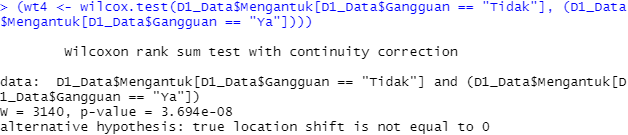 > (wt4 <- wilcox.test(D1_Data$Mengantuk[D1_Data$Gangguan == "Tidak"], (D1_Data
$Mengantuk[D1_Data$Gangguan == "Ya"])))
Wilcoxon rank sum test with continuity correction
data:  D1_Data$Mengantuk[D1_Data$Gangguan == "Tidak"] and (D1_Data$Mengantuk[D
1_Data$Gangguan == "Ya"])
W = 3140, p-value = 3.694e-08
alternative hypothesis: true location shift is not equal to 0